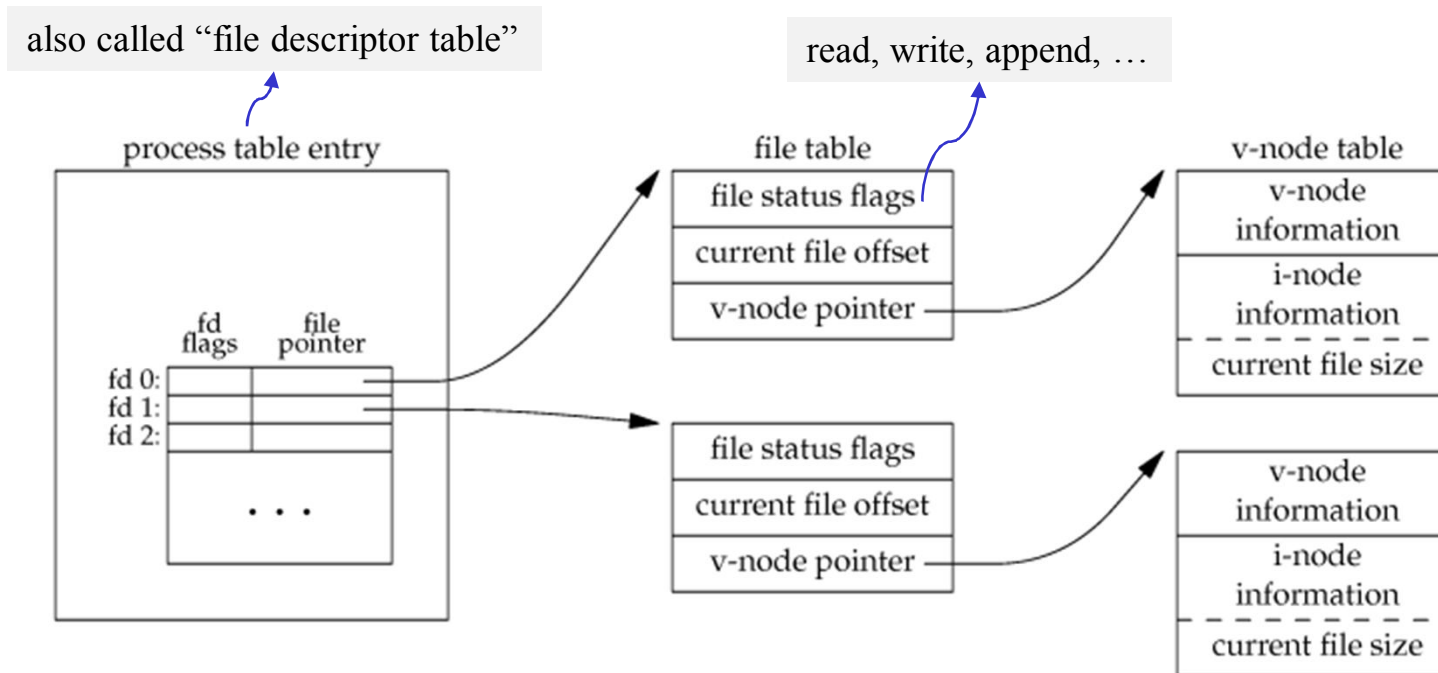 also called “file descriptor table”
read, write, append, …
process table entry
fd
flags
file
pointer
fd 0:
fd 1:
fd 2:
. . .
file table
file status flags
current file offset
v-node pointer
file status flags
current file offset
v-node pointer
v-node table
v-node
information
i-node
information
current file size
v-node
information
i-node
information
current file size